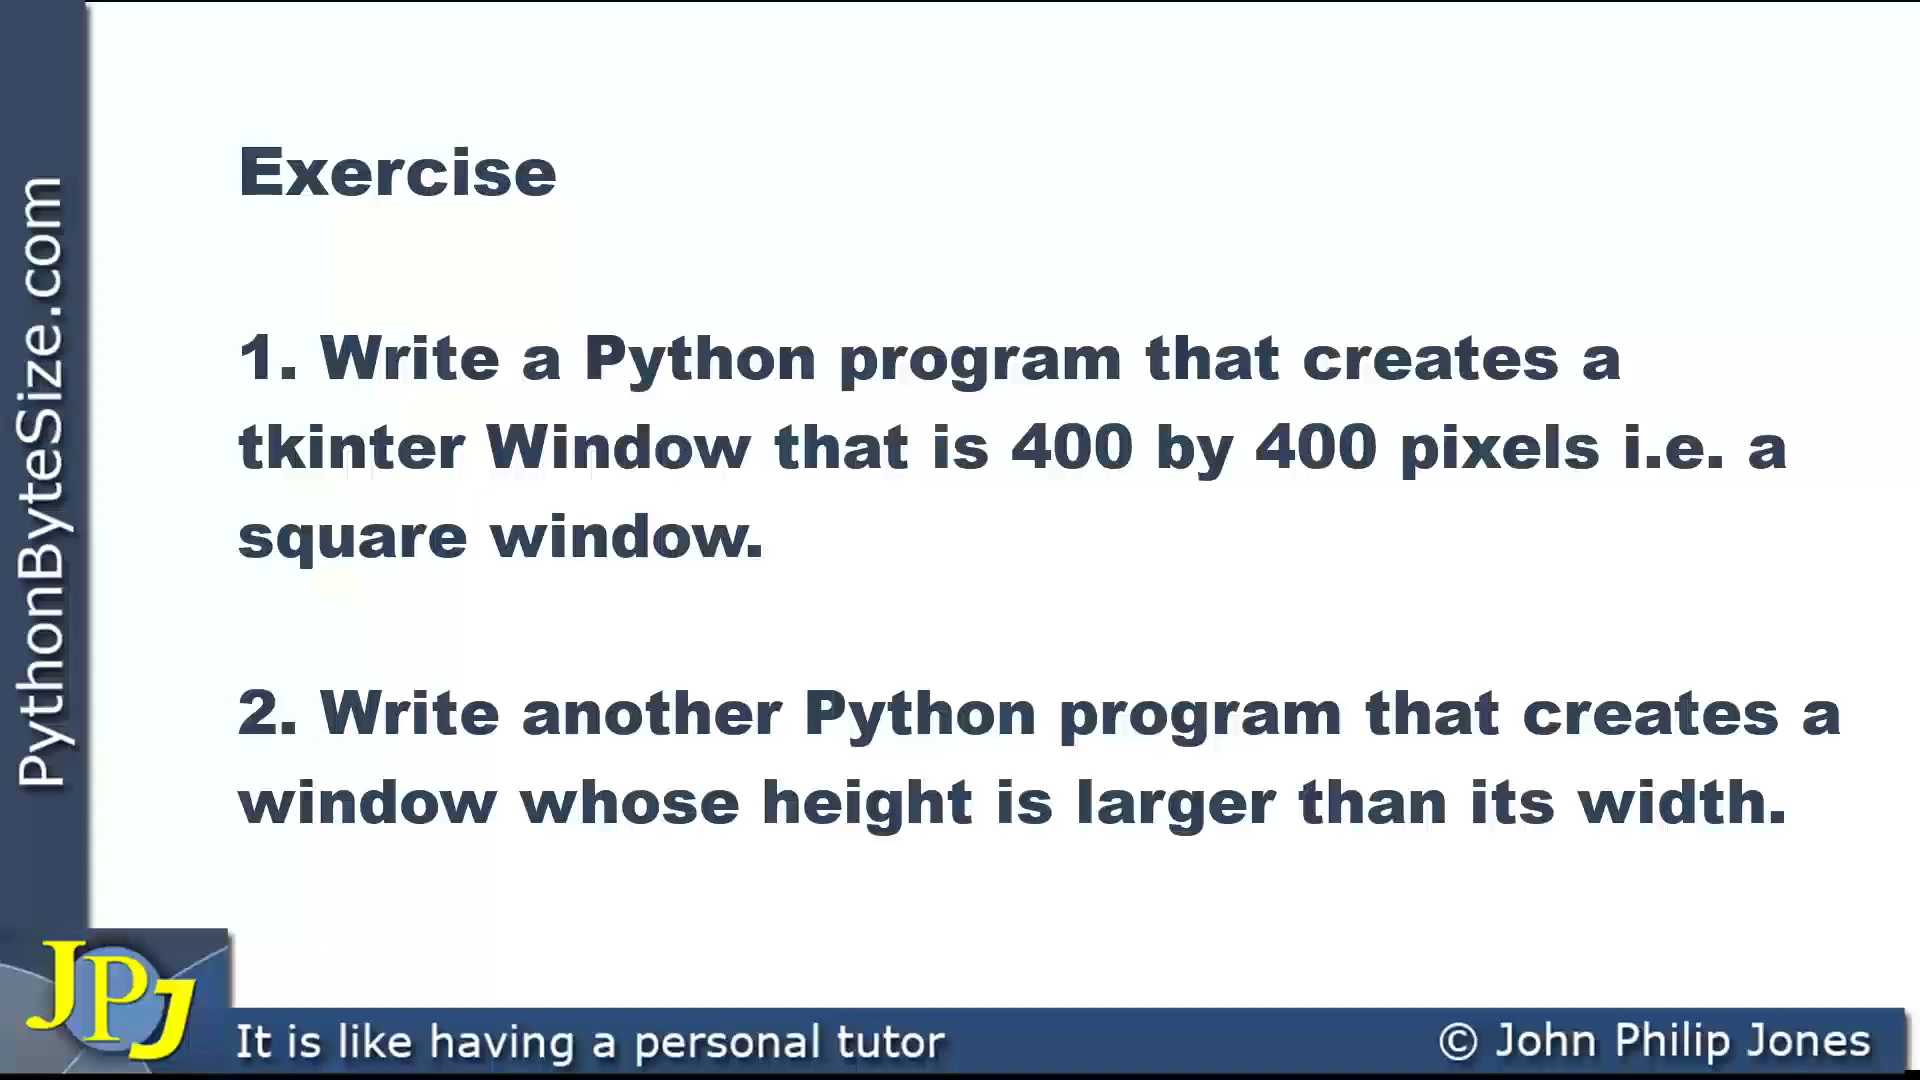 PythonByteSize.com
Exercise
1. Write a Python program that creates a
tkinter Window that is 400 by 400 pixels i.e. a
square window.
2. Write another Python program that creates a
window whose height is larger than its width.
JPJ
It is like having a personal tutor
© John Philip Jones